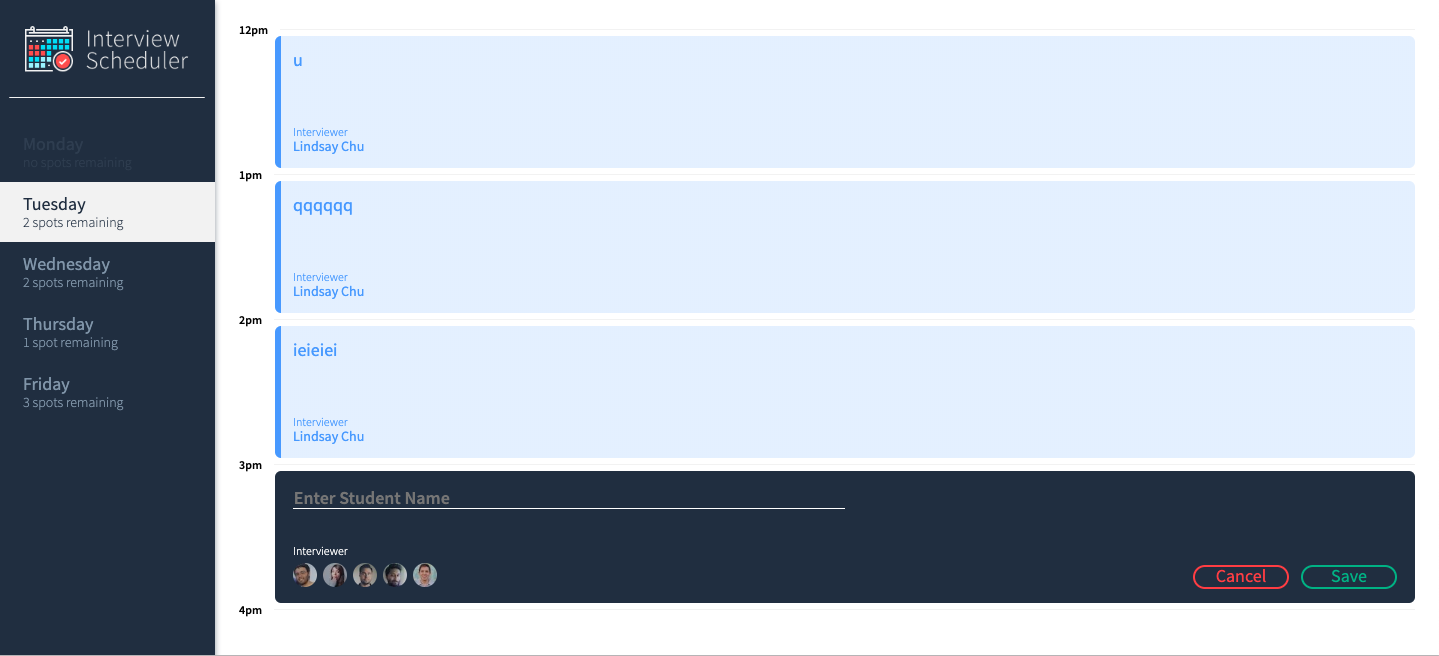 Interview
Scheduler
Monday
no spots remaining
Tuesday
2 spots remaining
Wednesday
2 spots remaining
Thursday
1 spot remaining
Friday
3 spots remaining
12pm
u
Interviewer
Lindsay Chu
1pm
qqqqqq
Interviewer
Lindsay Chu
2pm
ieieiei
Interviewer
Lindsay Chu
3pm
Enter Student Name
Interviewer
Cancel Save
4pm